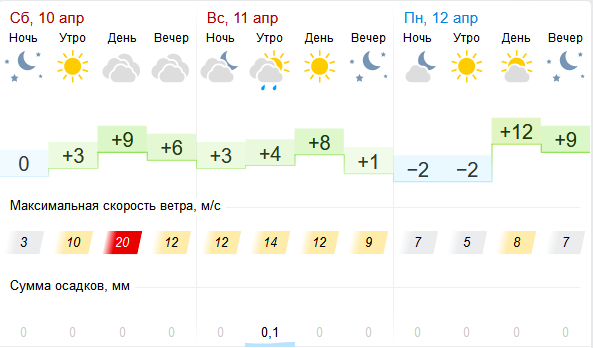 Сб, 10 апр Вс, 11 апр Пн, 12 апр
Ночь Утро День Вечер Ночь Утро День Вечер Ночь Утро День Вечер
0 +3 +9 +6 +3 +4 +8 +1 −2 −2 +12 +9
Максимальная скорость ветра, м/с
3 10 20 12 12 14 12 9 7 5 8 7
Сумма осадков, мм
0 0 0 0 0 0,1 0 0 0 0 0 0